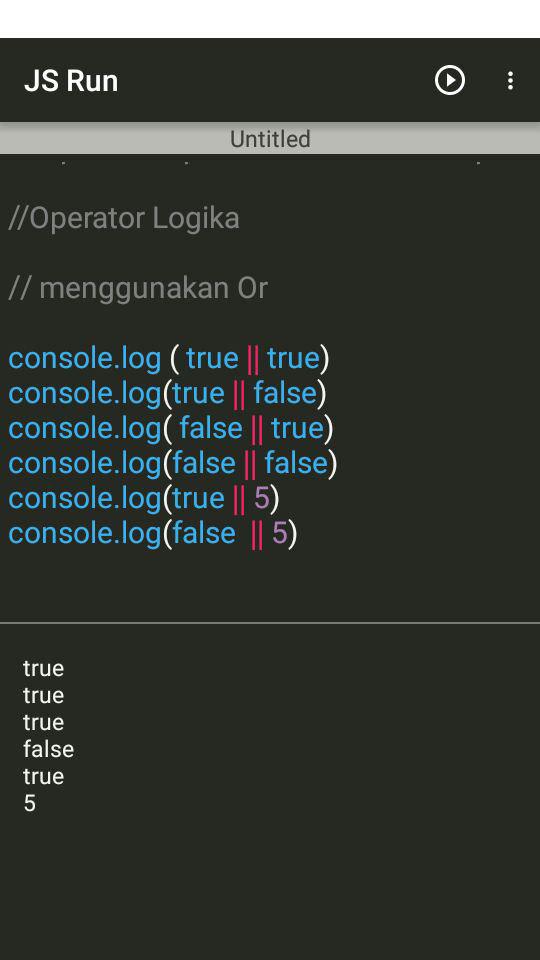 JS Run
Untitled
//Operator Logika
// menggunakan Or
console.log ( true || true)
console.log(true || false)
console.log( false || true)
console.log(false || false)
console.log(true || 5)
console.log(false  || 5)
true
true
true
false
true
5